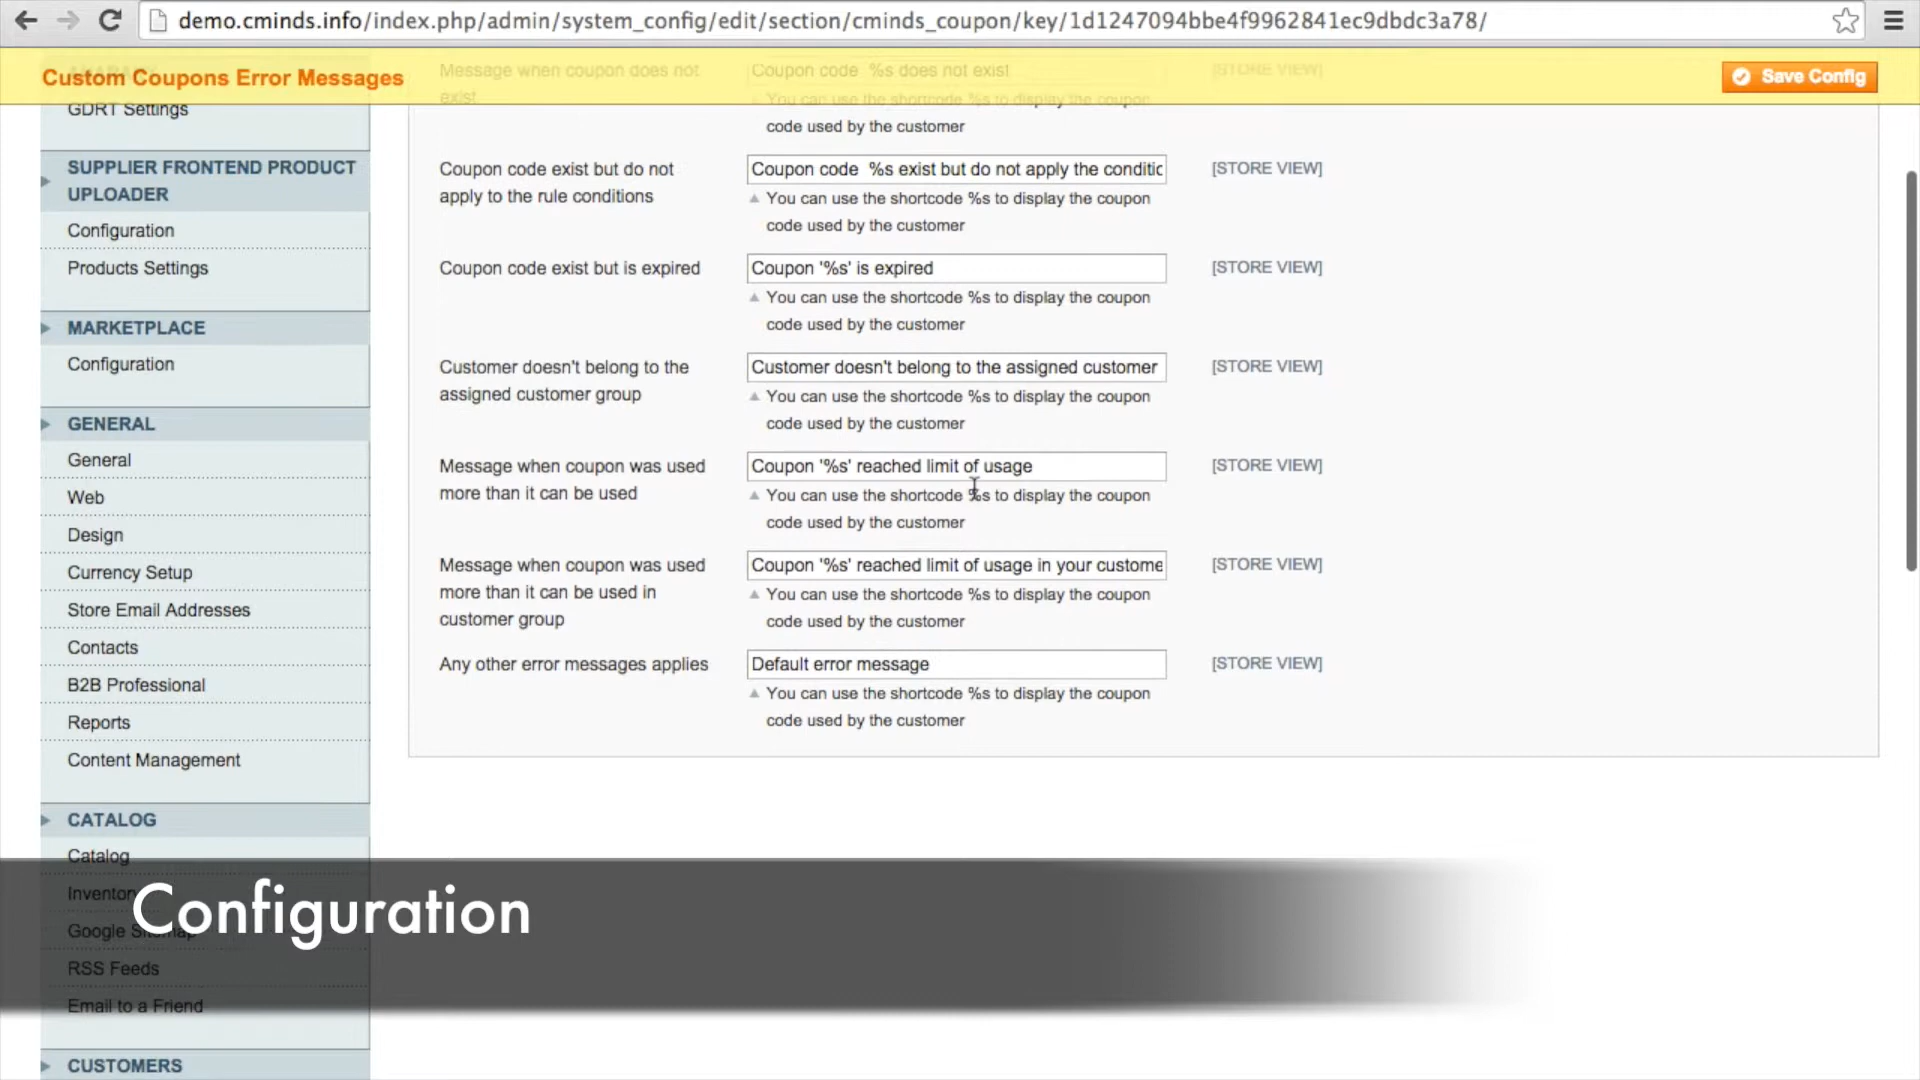 demo.cminds.info/index.php/admin/system_config/edit/section/cminds_coupon/key/1d1247094bbe4f9962841ec9dbdc3a78/
Custom Coupons Error Messages
Save Config
Message when coupon does not
exist
Coupon code  %s does not exist
[STORE VIEW]
You can use the shortcode %s to display the coupon
code used by the customer
GDRT Settings
SUPPLIER FRONTEND PRODUCT
UPLOADER
Configuration
Products Settings
MARKETPLACE
Configuration
GENERAL
General
Web
Design
Currency Setup
Store Email Addresses
Contacts
B2B Professional
Reports
Content Management
CATALOG
Catalog
Inventory
Google Sitemap
RSS Feeds
Email to a Friend
CUSTOMERS
Coupon code exist but do not
apply to the rule conditions
Coupon code  %s exist but do not apply the conditic
[STORE VIEW]
You can use the shortcode %s to display the coupon
code used by the customer
Coupon code exist but is expired
Coupon '%s' is expired
[STORE VIEW]
You can use the shortcode %s to display the coupon
code used by the customer
Customer doesn't belong to the
assigned customer group
Customer doesn't belong to the assigned customer
[STORE VIEW]
You can use the shortcode %s to display the coupon
code used by the customer
Message when coupon was used
more than it can be used
Coupon '%s' reached limit of usage
[STORE VIEW]
You can use the shortcode %s to display the coupon
code used by the customer
Message when coupon was used
more than it can be used in
customer group
Coupon '%s' reached limit of usage in your custome
[STORE VIEW]
You can use the shortcode %s to display the coupon
code used by the customer
Any other error messages applies
Default error message
[STORE VIEW]
You can use the shortcode %s to display the coupon
code used by the customer
Configuration